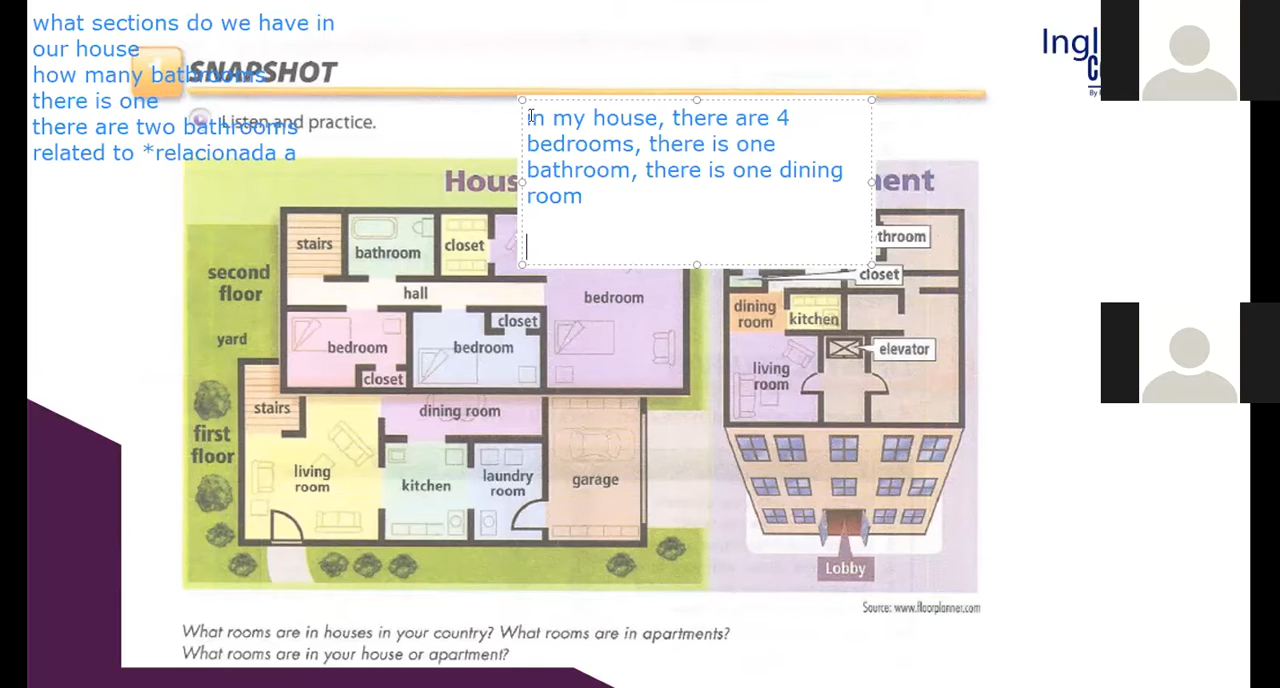 what sections do we have in
our house
how many bathrooms
there is one
there are two bathrooms
related to *relacionada a
SNAPSHOT
Listen and practice.
Ingl
By
In my house, there are 4
bedrooms, there is one
bathroom, there is one dining
room
Hous
ment
second
floor
yard
first
floor
stairs
bathroom
closet
hall
bedroom
bedroom
closet
bedroom
closet
stairs
dining room
living
room
kitchen
laundry
room
garage
throom
closet
dining
room
kitchen
elevator
living
room
Lobby
Source: www.floorplanner.com
What rooms are in houses in your country? What rooms are in apartments?
What rooms are in your house or apartment?